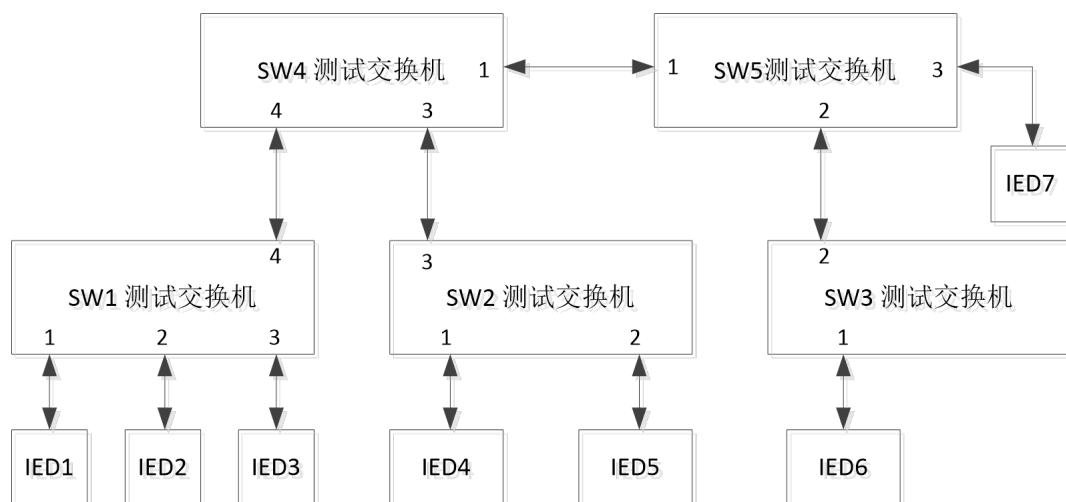 SW4 测试交换机 1
4 3
1 SW5测试交换机 3
2
IED7
4
SW1 测试交换机
1 2 3
3
SW2 测试交换机
1 2
2
SW3 测试交换机
1
IED1 IED2 IED3 IED4 IED5 IED6